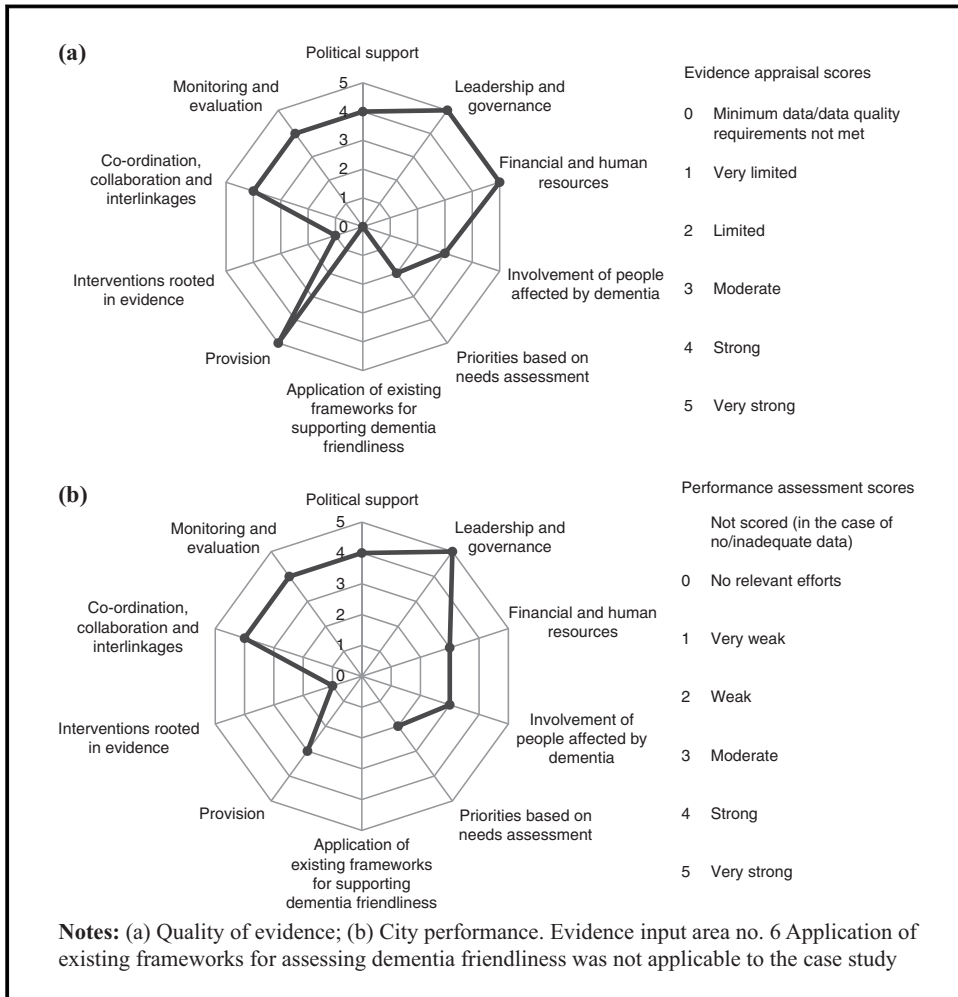 (a)
Political support
Monitoring and
evaluation
Leadership and
governance
Co-ordination,
collaboration and
interlinkages
Financial and human
resources
Interventions rooted
in evidence
Involvement of people
affected by dementia
Provision
Priorities based on
needs assessment
Application of existing
frameworks for
supporting dementia
friendliness
5
4
3
2
1
0
Evidence appraisal scores
0 Minimum data/data quality
requirements not met
1 Very limited
2 Limited
3 Moderate
4 Strong
5 Very strong
(b)
Political support
Monitoring and
evaluation
Leadership and
governance
Co-ordination,
collaboration and
interlinkages
Financial and human
resources
Interventions rooted
in evidence
Involvement of
people affected by
dementia
Provision
Priorities based on
needs assessment
Application of
existing frameworks
for supporting
dementia friendliness
5
4
3
2
1
0
Performance assessment scores
Not scored (in the case of
no/inadequate data)
0 No relevant efforts
1 Very weak
2 Weak
3 Moderate
4 Strong
5 Very strong
Notes: (a) Quality of evidence; (b) City performance. Evidence input area no. 6 Application of
existing frameworks for assessing dementia friendliness was not applicable to the case study